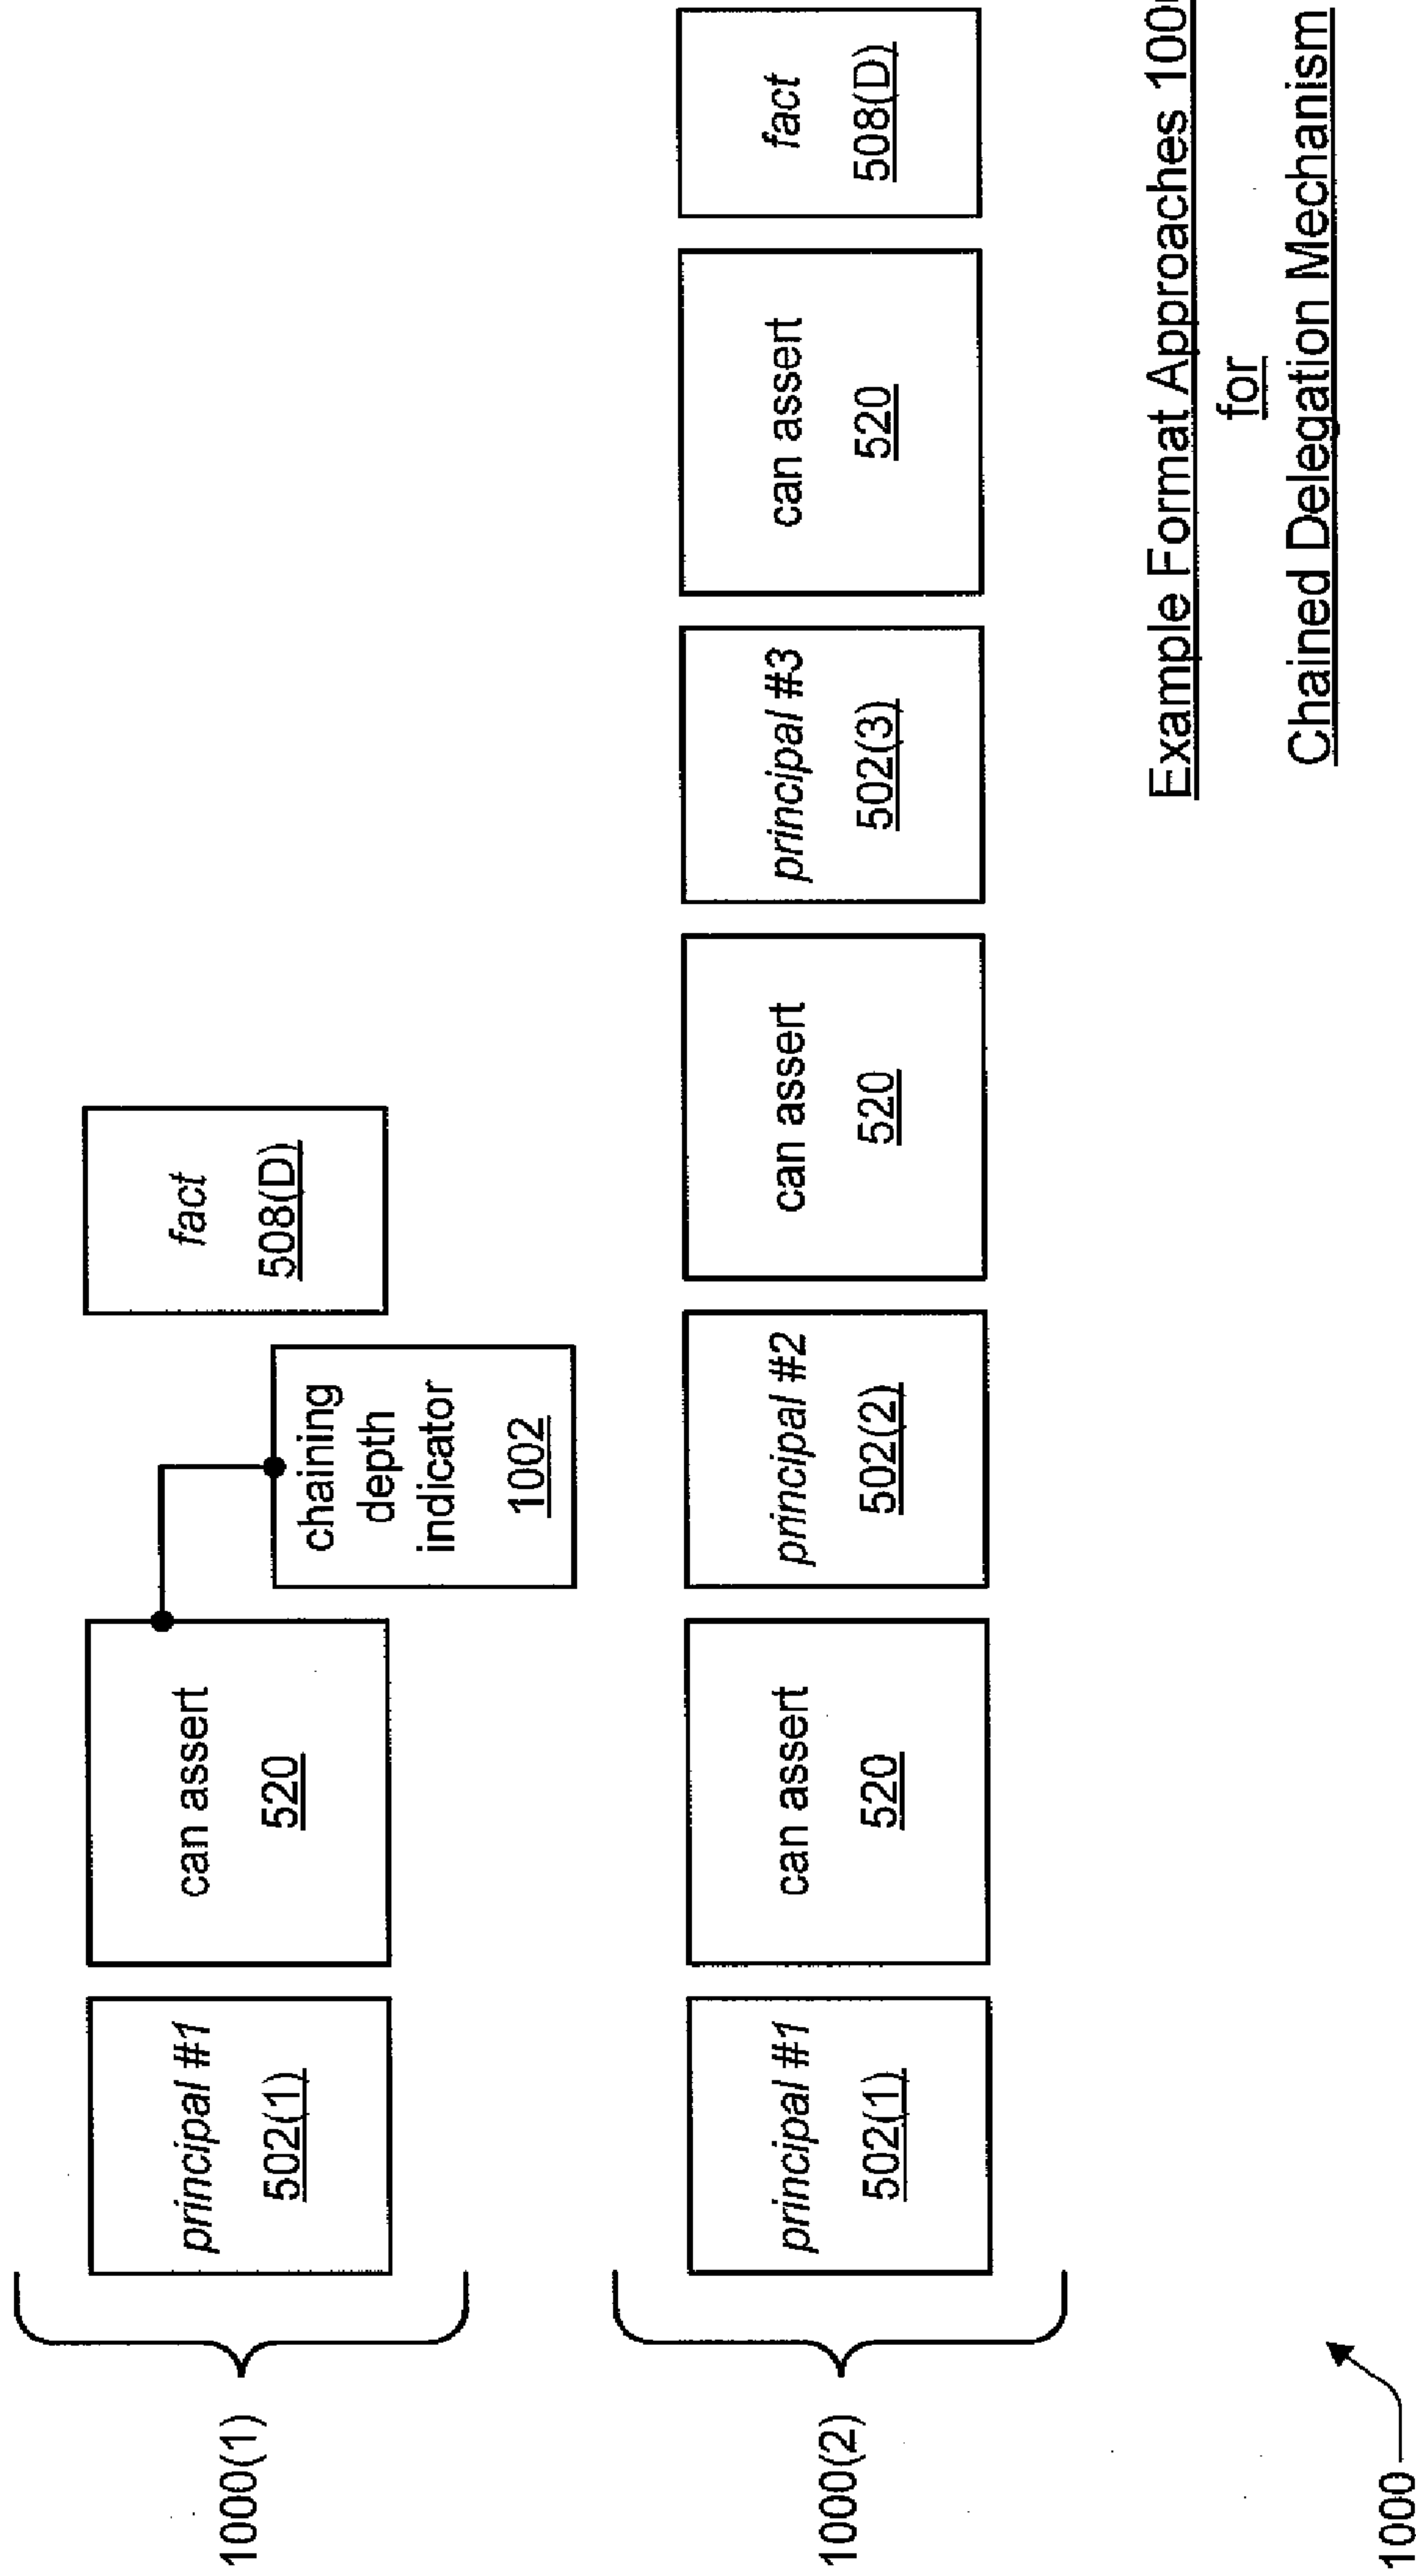 1000(1)
principal #1
502(1)
can assert
520
chaining
depth
indicator
1002
fact
508(D)
1000(2)
principal #1
502(1)
can assert
520
principal #2
502(2)
can assert
520
principal #3
502(3)
can assert
520
fact
508(D)
1000
Example Format Approaches
for
Chained Delegation Mechanism